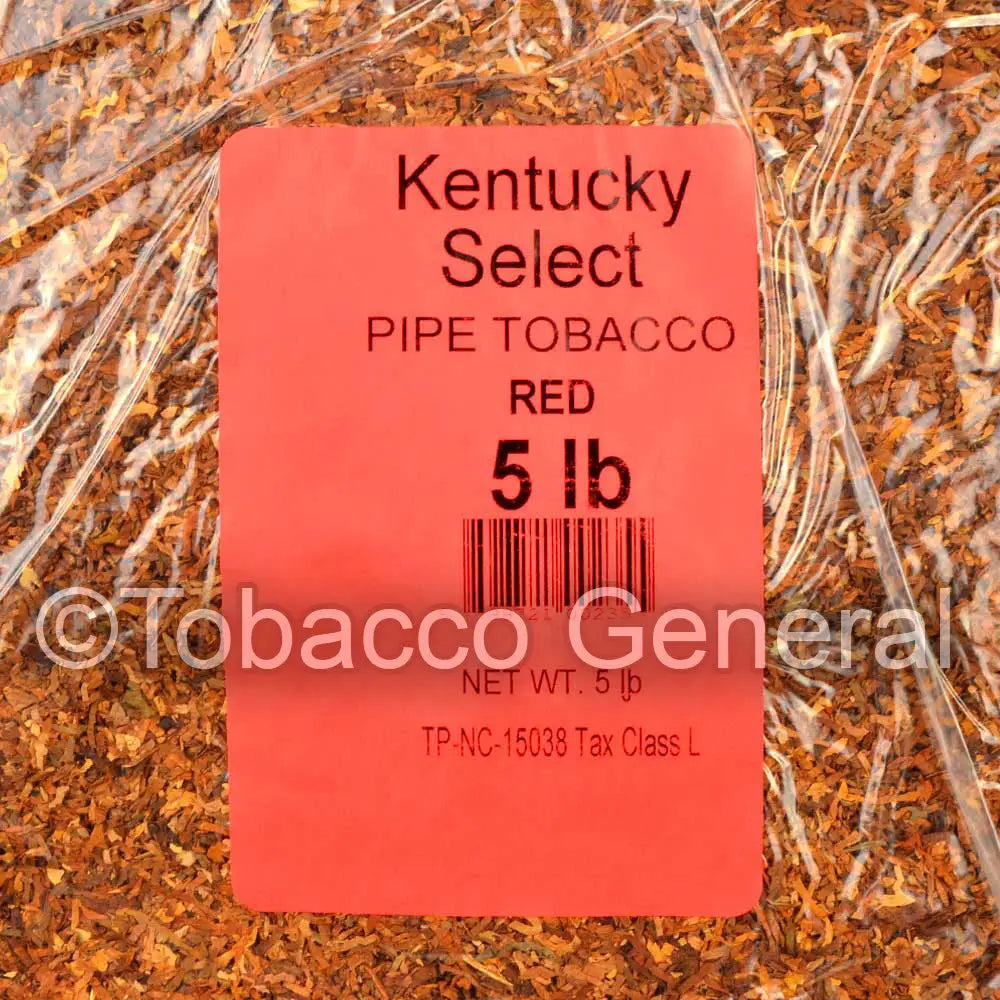 Kentucky
Select
PIPE TOBACCO
RED
5 lb
©Tobacco General
NET WT. 5 lb
TP-NC-15038 Tax Class L